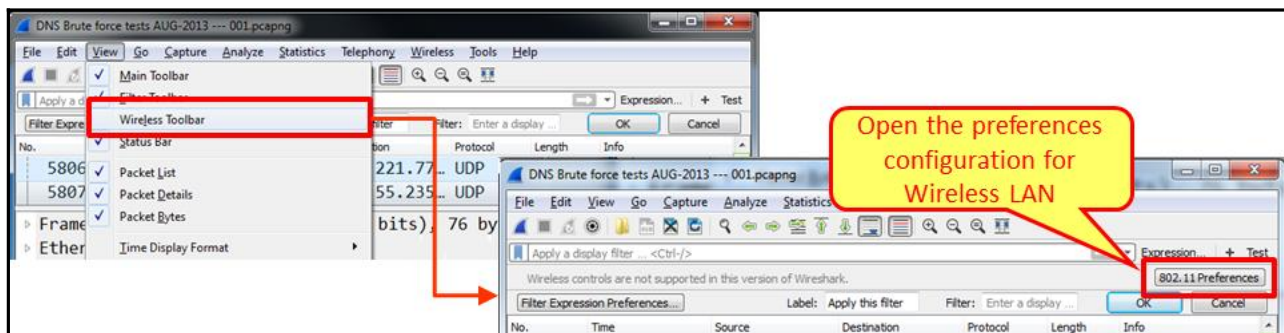 DNS Brute force tests AUG-2013 --- 001.pcapng
File Edit View Go Capture Analyze Statistics Telephony Wireless Tools Help
Main Toolbar
Apply a d
Expression... + Test
Wireless Toolbar
Filter Expre
filter Filter: Enter a display ... OK Cancel
Status Bar
No. Protocol Length Info
5806 Packet List 221.77... UDP
5807 Packet Details 55.235... UDP
Packet Bytes
Frame bits), 76 by
Ether Time Display Format
Open the preferences
configuration for
Wireless LAN
DNS Brute force tests AUG-2013 --- 001.pcapng
File Edit View Go Capture Analyze Statistics
Apply a display filter ... <Ctrl-/> Expression... + Test
Wireless controls are not supported in this version of Wireshark. 802.11 Preferences
Filter Expression Preferences... Label: Apply this filter Filter: Enter a display ... OK Cancel
No. Time Source Destination Protocol Length Info